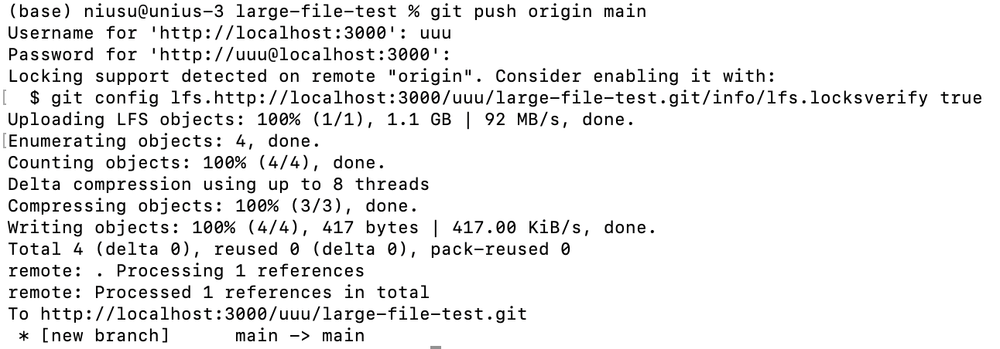 (base) niusu@unius-3 large-file-test % git push origin main
Username for 'http://localhost:3000': uuu
Password for 'http://uuu@localhost:3000':
Locking support detected on remote "origin". Consider enabling it with:
[  $ git config lfs.http://localhost:3000/uuu/large-file-test.git/info/lfs.locksverify true
Uploading LFS objects: 100% (1/1), 1.1 GB | 92 MB/s, done.
[Enumerating objects: 4, done.
Counting objects: 100% (4/4), done.
Delta compression using up to 8 threads
Compressing objects: 100% (3/3), done.
Writing objects: 100% (4/4), 417 bytes | 417.00 KiB/s, done.
Total 4 (delta 0), reused 0 (delta 0), pack-reused 0
remote: . Processing 1 references
remote: Processed 1 references in total
To http://localhost:3000/uuu/large-file-test.git
 * [new branch]      main -> main